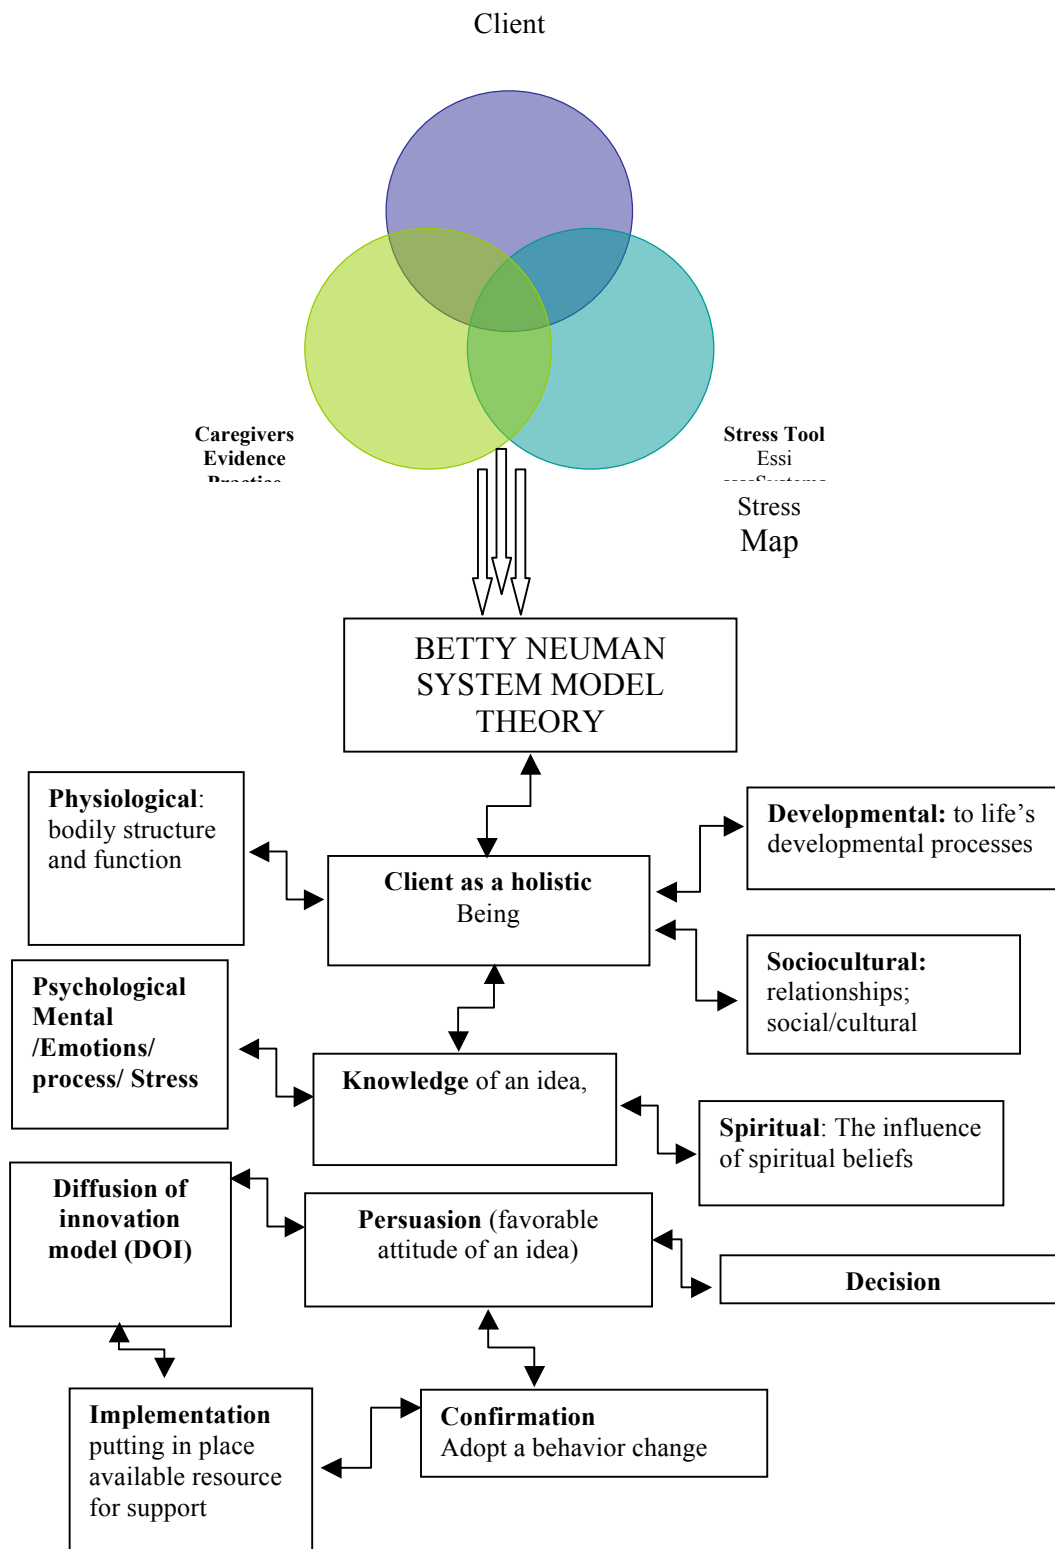 Client
Caregivers
Evidence
Practice
Stress Tool
Essi
Stress
Map
BETTY NEUMAN
SYSTEM MODEL
THEORY
Physiological:
bodily structure
and function
Developmental: to life’s
developmental processes
Client as a holistic
Being
Sociocultural:
relationships;
social/cultural
Psychological
Mental
/Emotions/
process/ Stress
Knowledge of an idea,
Spiritual: The influence
of spiritual beliefs
Diffusion of
innovation
model (DOI)
Persuasion (favorable
attitude of an idea)
Decision
Implementation
putting in place
available resource
for support
Confirmation
Adopt a behavior change